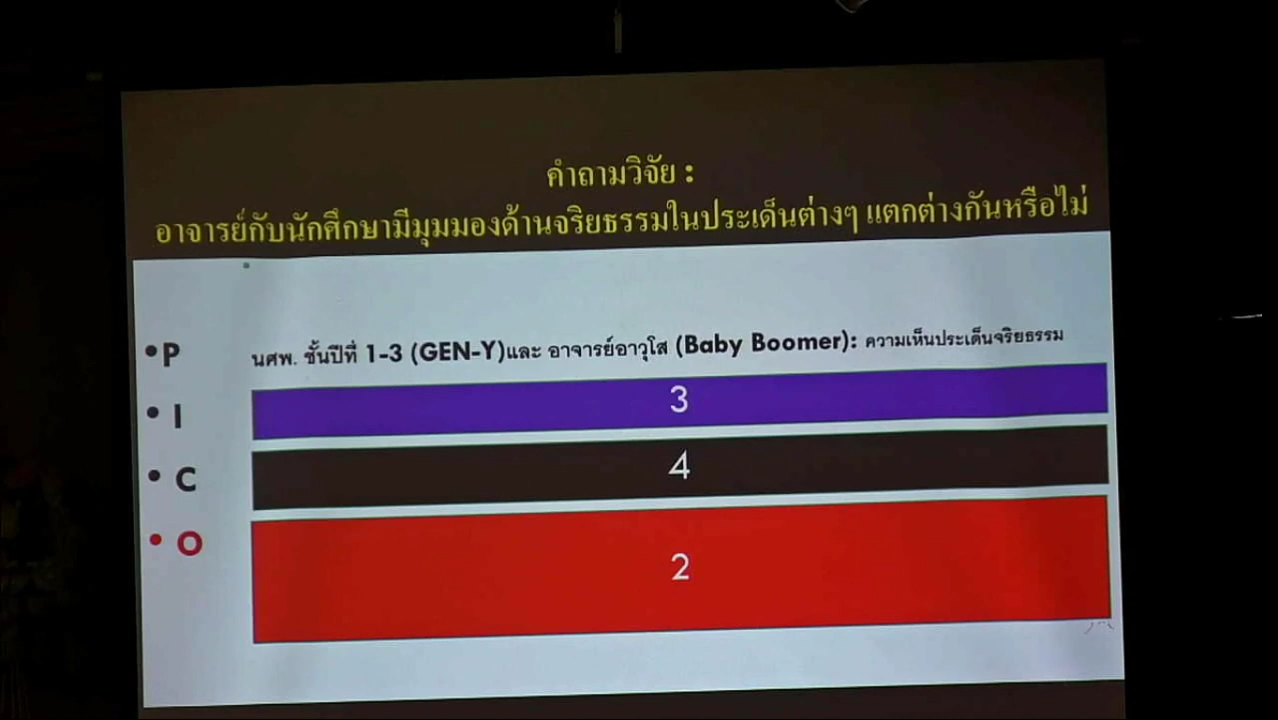 คำถามวิจัย :
อาจารย์กับนักศึกษามีมุมมองด้านจริยธรรมในประเด็นต่างๆ แตกต่างกันหรือไม่
•P นศพ. ชั้นปีที่ 1-3 (GEN-Y)และ อาจารย์อาวุโส (Baby Boomer): ความเห็นประเด็นจริยธรรม
• I 3
• C 4
• O 2